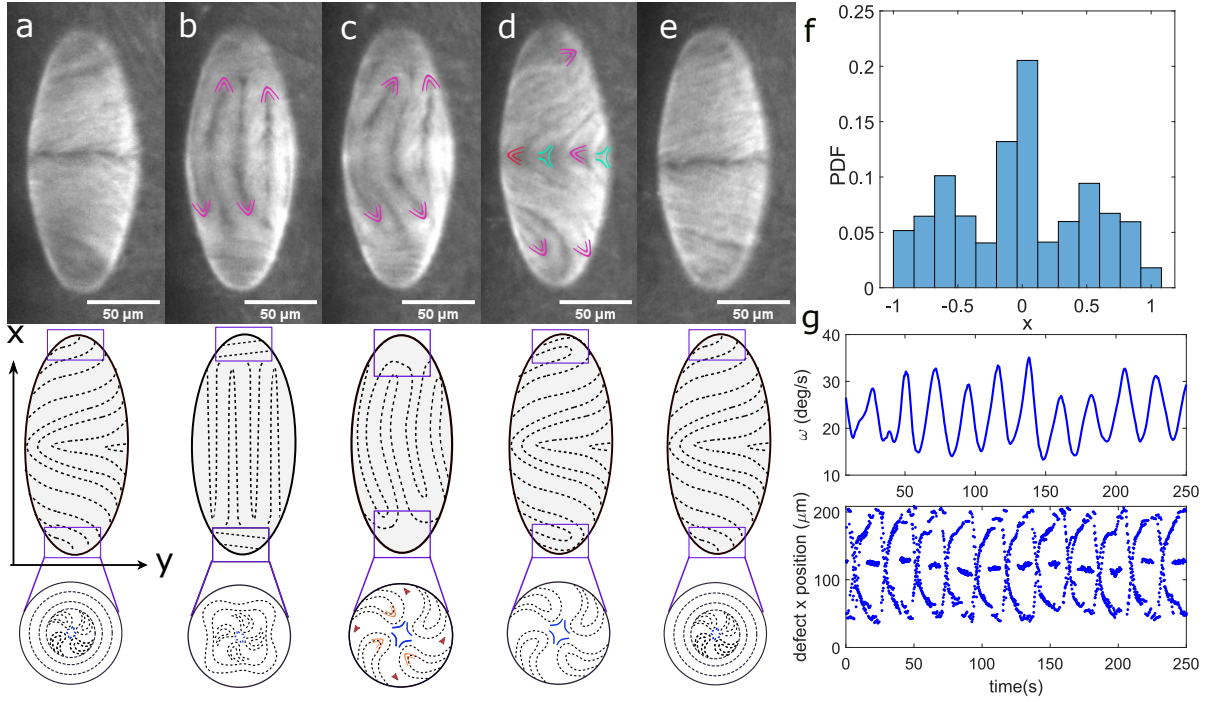 a b c d e
50 µm 50 µm 50 µm 50 µm 50 µm
x
y
f
0.25
0.2
0.15
0.1
0.05
0
PDF
-1 -0.5 0 0.5 1
x
g
40
30
20
10
ω (deg/s)
50 100 150 200 250
200
100
0
defect x position (µm)
0 50 100 150 200 250
time(s)